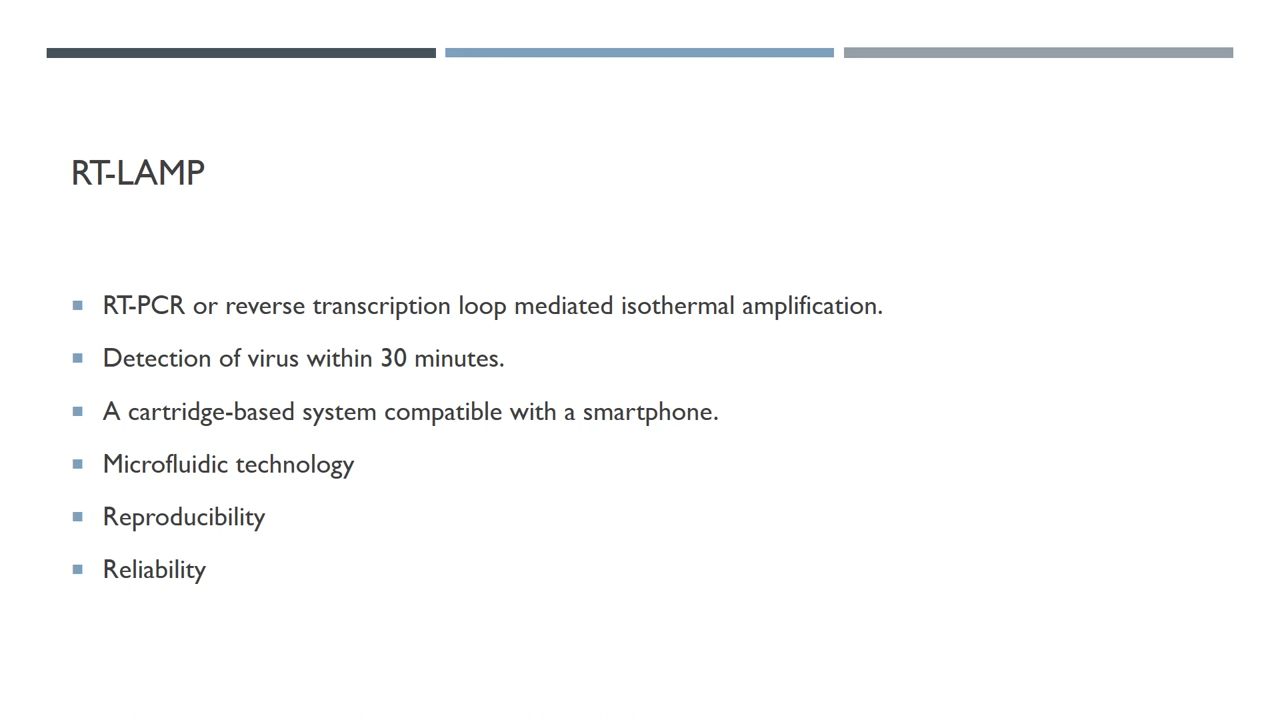 RT-LAMP
RT-PCR or reverse transcription loop mediated isothermal amplification.
Detection of virus within 30 minutes.
A cartridge-based system compatible with a smartphone.
Microfluidic technology
Reproducibility
Reliability